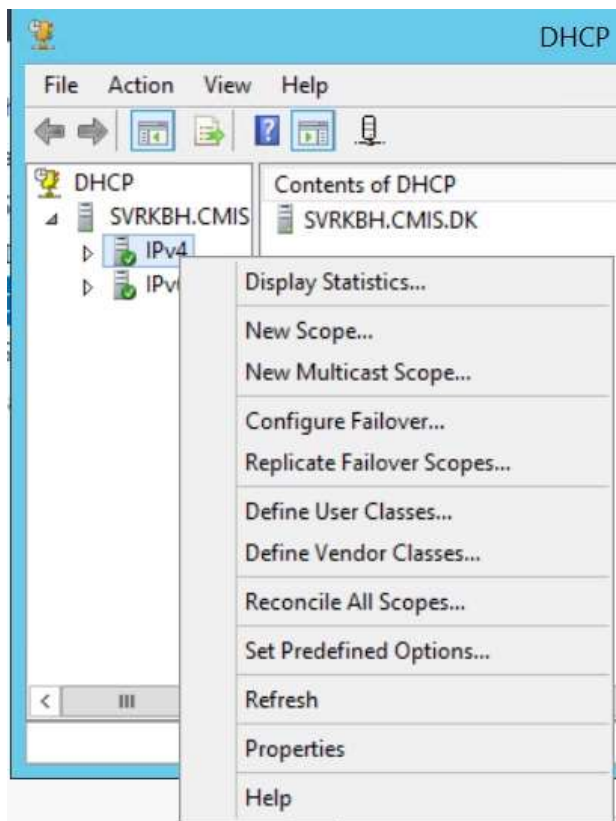 DHCP
File Action View Help
DHCP
Contents of DHCP
SVRKBH.CMIS
SVRKBH.CMIS.DK
IPv4
Display Statistics...
New Scope...
New Multicast Scope...
Configure Failover...
Replicate Failover Scopes...
Define User Classes...
Define Vendor Classes...
Reconcile All Scopes...
Set Predefined Options...
Refresh
Properties
Help